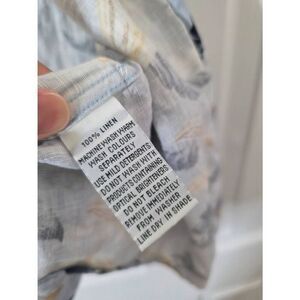 100% LINEN
MACHINE WASH WARM
WASH COLOURS
SEPARATELY
USE MILD DETERGENTS
DO NOT WASH WITH
PRODUCTS CONTAINING
OPTICAL BRIGHTENERS
DO NOT BLEACH
REMOVE IMMEDIATELY
FROM WASHER
LINE DRY IN SHADE